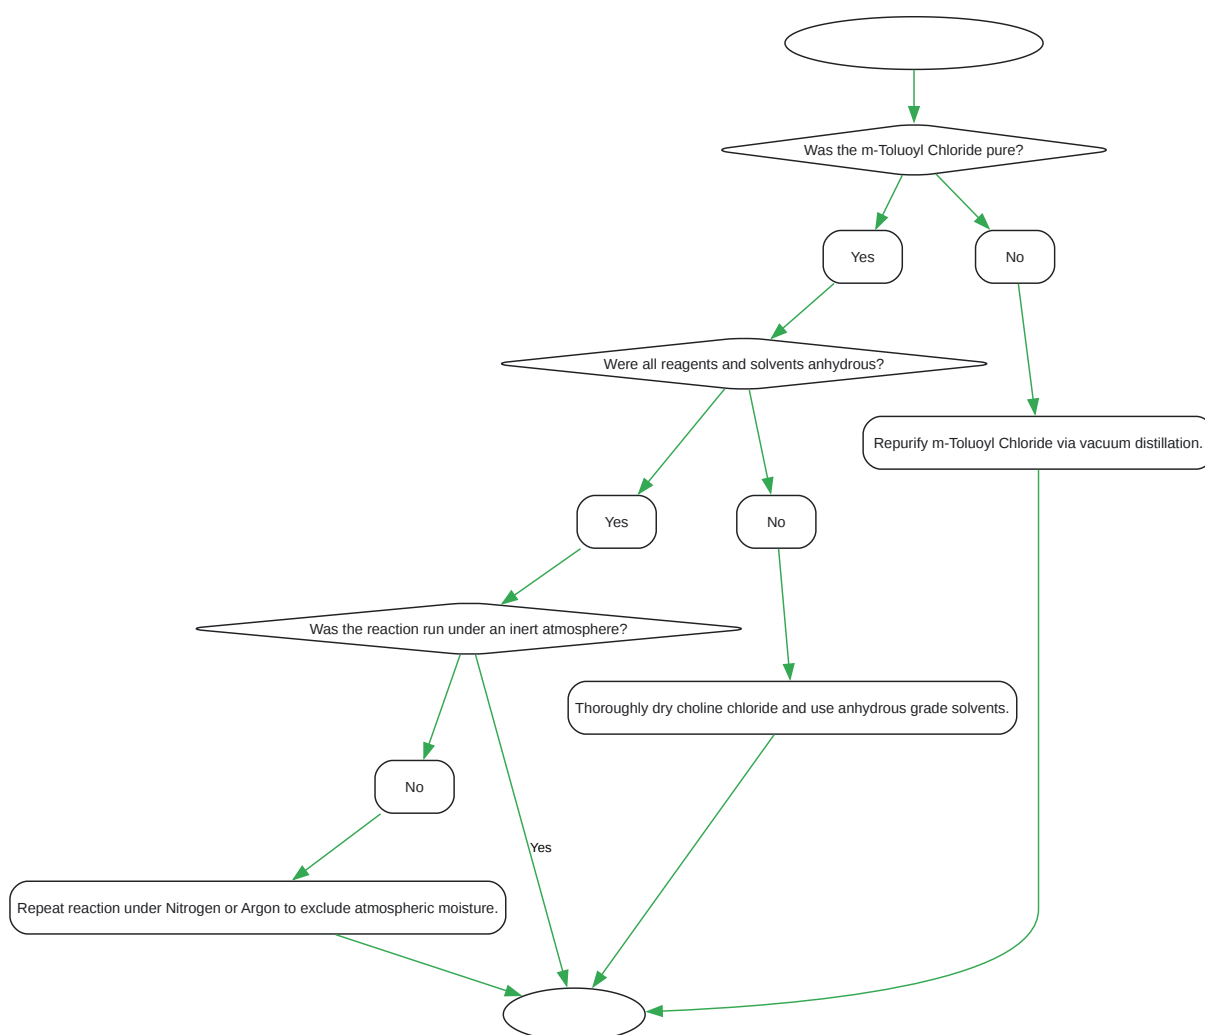 Was the m-Toluoyl Chloride pure?
Yes
No
Were all reagents and solvents anhydrous?
Repurify m-Toluoyl Chloride via vacuum distillation.
Yes
No
Was the reaction run under an inert atmosphere?
Thoroughly dry choline chloride and use anhydrous grade solvents.
No
Yes
Repeat reaction under Nitrogen or Argon to exclude atmospheric moisture.